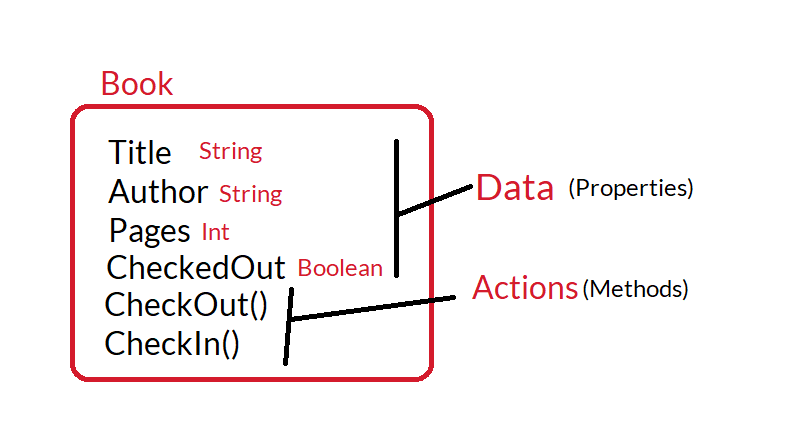 Book
Title String
Author String
Pages Int
CheckedOut Boolean
CheckOut()
CheckIn()
Data (Properties)
Actions (Methods)